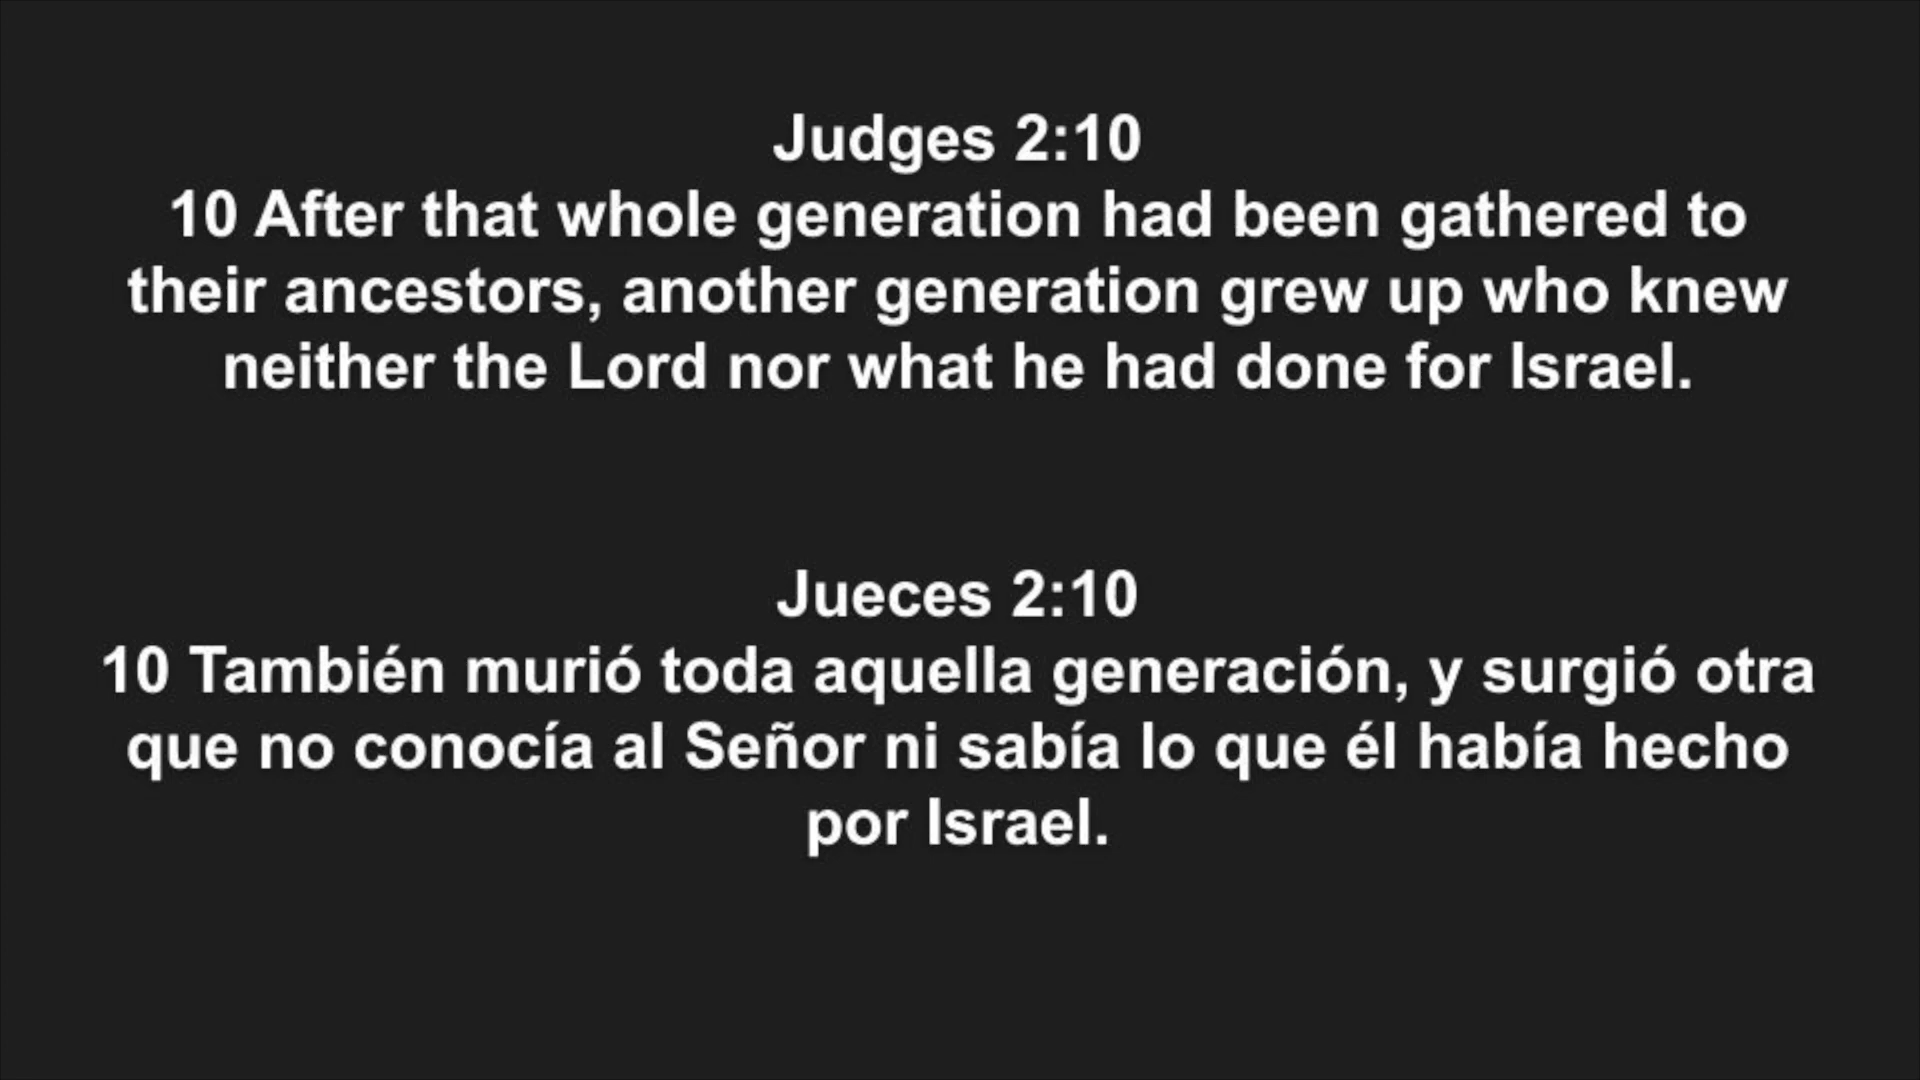 Judges 2:10
10 After that whole generation had been gathered to
their ancestors, another generation grew up who knew
neither the Lord nor what he had done for Israel.
Jueces 2:10
10 También murió toda aquella generación, y surgió otra
que no conocía al Señor ni sabía lo que él había hecho
por Israel.